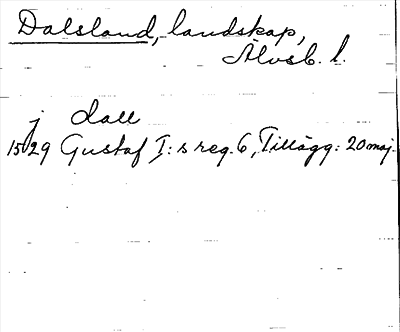 Dalsland, landskap,
Älvsb. l.
j dall
1529 Gustaf I:s reg. 6, Tillägg: 20 maj.